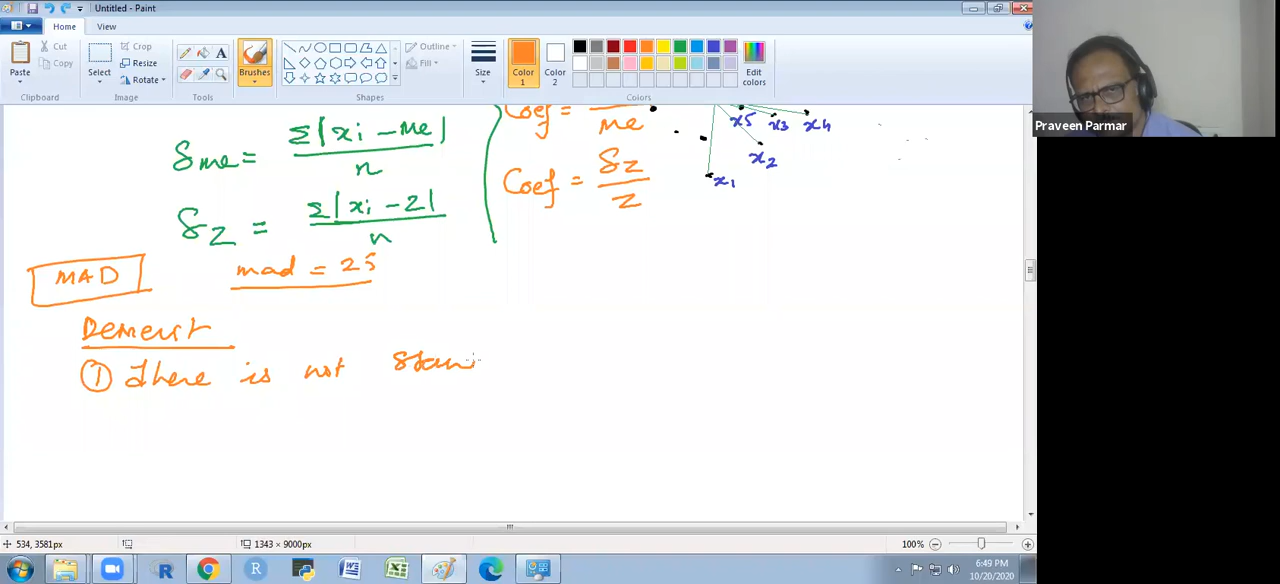 Untitled - Paint
Home View
Paste Cut Copy Select Crop Resize Rotate Brushes Outline Fill Size Color 1 Color 2 Edit colors
Clipboard Image Tools Shapes Colors
Praveen Parmar
δme = Σ|xi - Me| / n
Coef = / me
δz = Σ|xi - Z| / n
Coef = δz / Z
x5 x3 x4
x2
x1
MAD mad = 25
Demerit
① There is not stan
534, 3581px 1343 × 9000px 100%
6:49 PM
10/20/2020